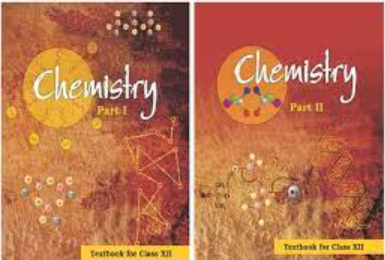 Chemistry
Part I
Textbook for Class XII
Chemistry
Part II
Textbook for Class XII